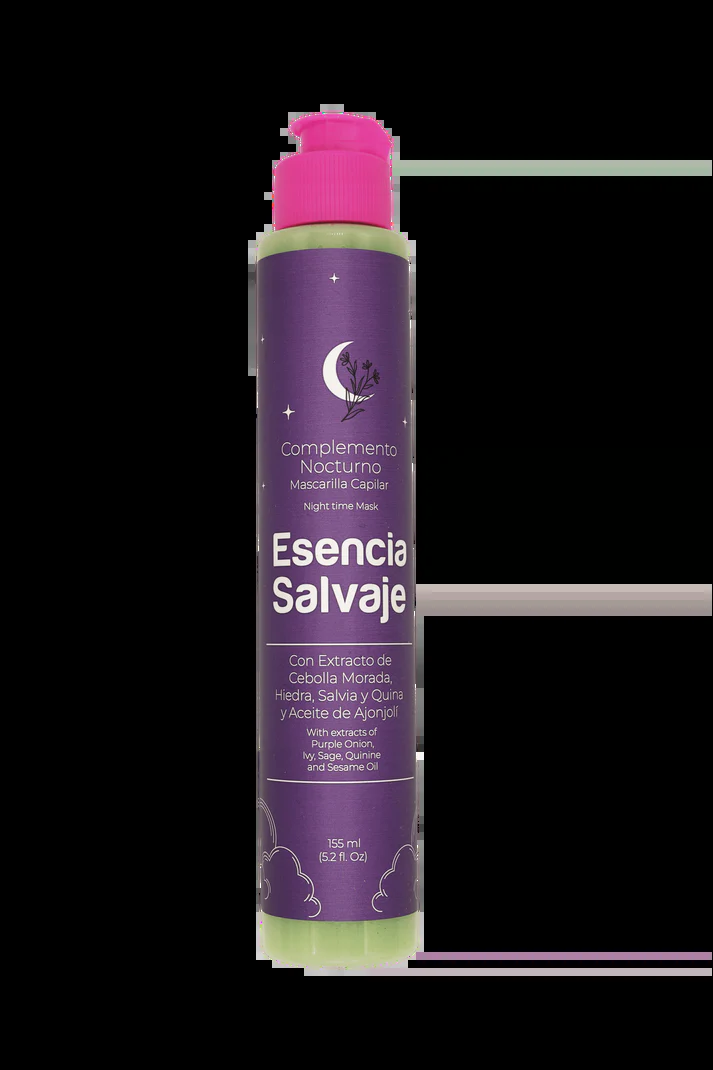 Complemento
Nocturno
Mascarilla Capilar
Night time Mask
Esencia
Salvaje
Con Extracto de
Cebolla Morada,
Hiedra, Salvia y Quina
y Aceite de Ajonjolí
With extracts of
Purple Onion,
Ivy, Sage, Quinine
and Sesame Oil
155 ml
(5.2 fl. Oz)